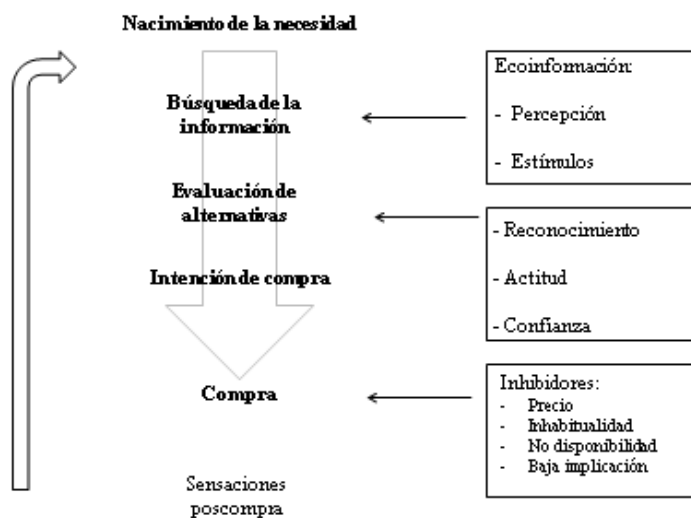 Nacimiento de la necesidad
Búsqueda de la
información
Evaluación de
alternativas
Intención de compra
Compra
Sensaciones
poscompra
Ecoinformación:
- Percepción
- Estímulos
- Reconocimiento
- Actitud
- Confianza
Inhibidores:
- Precio
- Inhabitualidad
- No disponibilidad
- Baja implicación